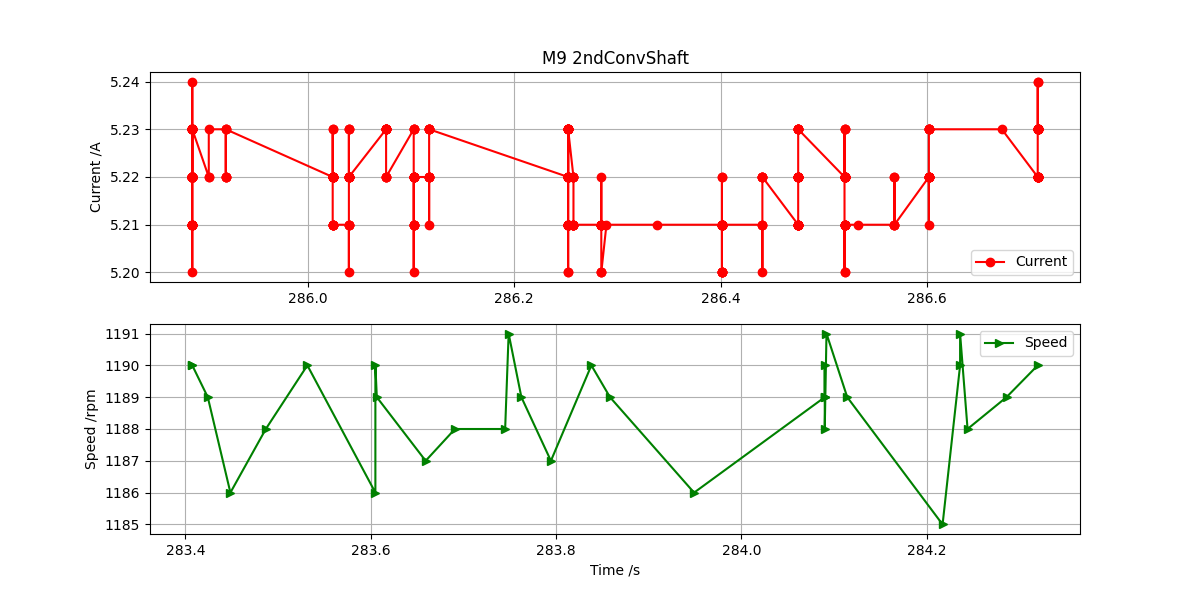 M9 2ndConvShaft
Current /A
5.24
5.23
5.22
5.21
5.20
Current
286.0 286.2 286.4 286.6
Speed /rpm
1191
1190
1189
1188
1187
1186
1185
Speed
283.4 283.6 283.8 284.0 284.2
Time /s